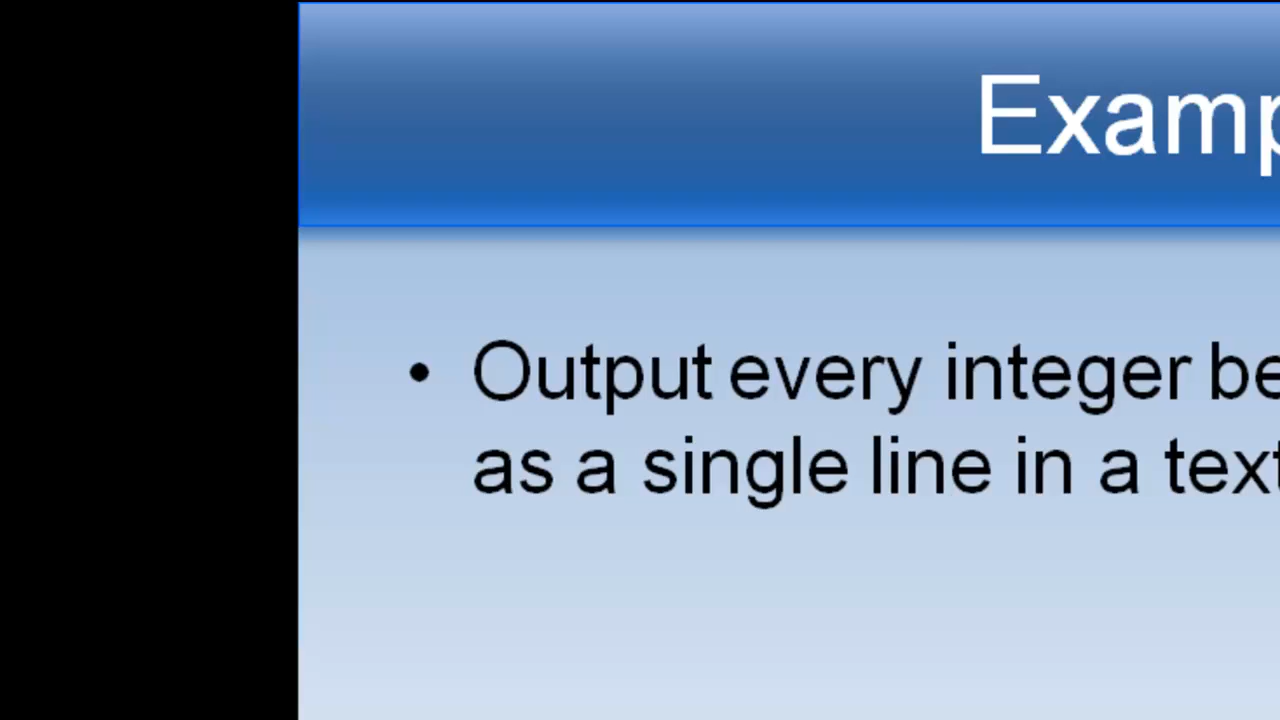 Examp
• Output every integer be
as a single line in a text